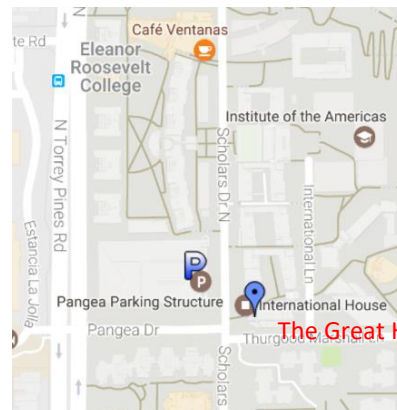 N
Café Ventanas
te Rd
Eleanor
Roosevelt
College
Institute of the Americas
N Torrey Pines Rd
Scholars Dr N
International Ln
Estancia La Jolla
P
P
Pangea Parking Structure
International House
The Great H
Pangea Dr
Scholars